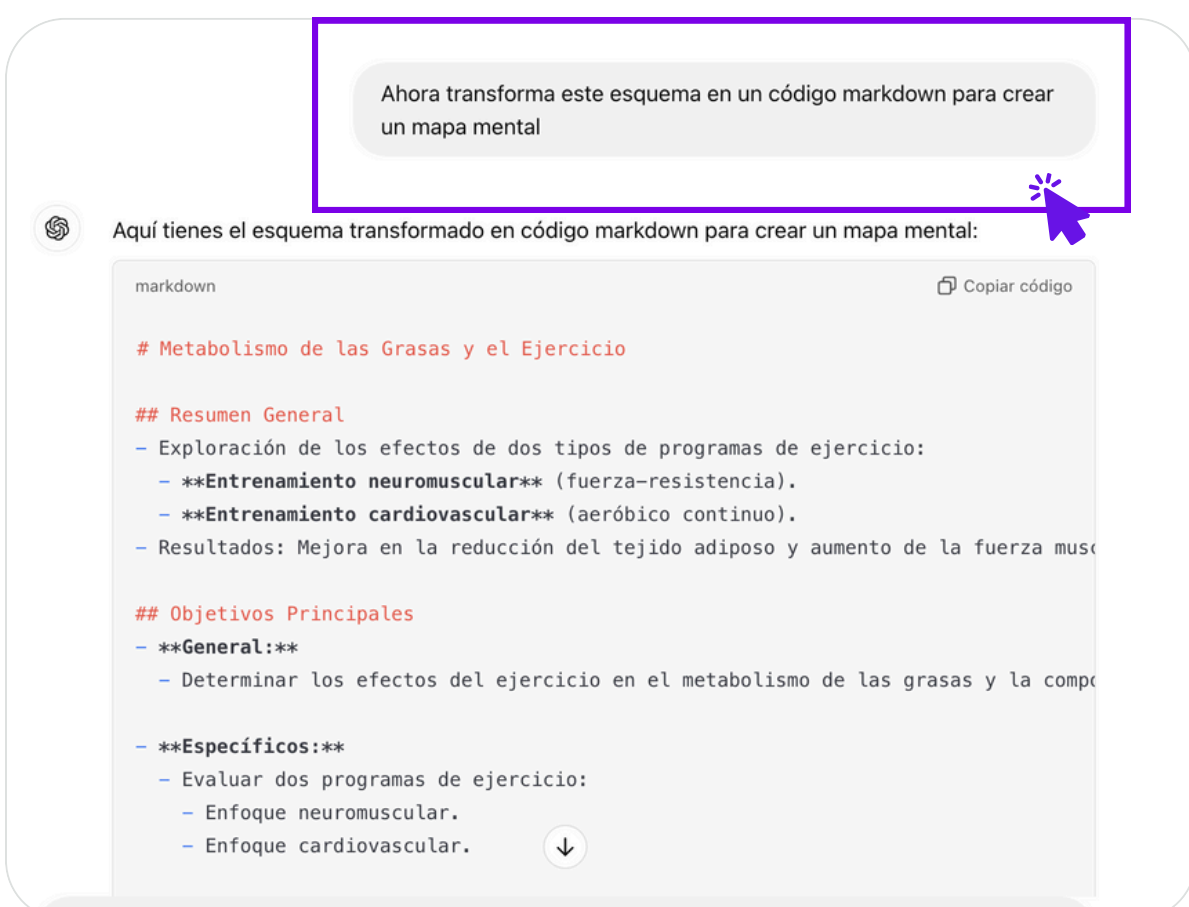 Ahora transforma este esquema en un código markdown para crear
un mapa mental
Aquí tienes el esquema transformado en código markdown para crear un mapa mental:
markdown
Copiar código
# Metabolismo de las Grasas y el Ejercicio
## Resumen General
- Exploración de los efectos de dos tipos de programas de ejercicio:
- **Entrenamiento neuromuscular** (fuerza-resistencia).
- **Entrenamiento cardiovascular** (aeróbico continuo).
- Resultados: Mejora en la reducción del tejido adiposo y aumento de la fuerza
## Objetivos Principales
- **General:**
- Determinar los efectos del ejercicio en el metabolismo de las grasas y la
- **Específicos:**
- Evaluar dos programas de ejercicio:
- Enfoque neuromuscular.
- Enfoque cardiovascular.